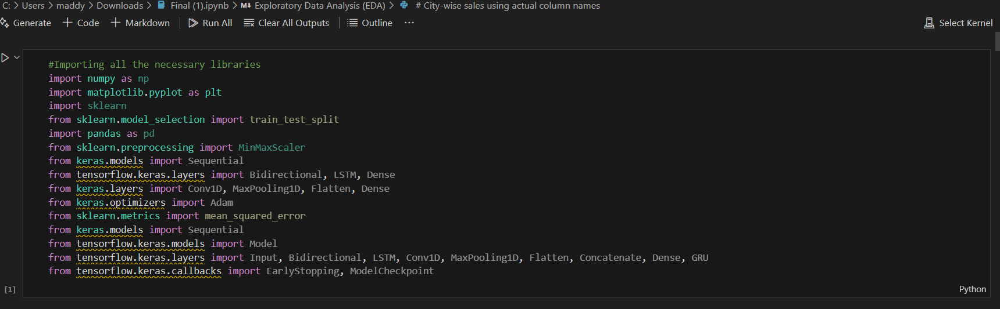 C: > Users > maddy > Downloads > Final (1).ipynb > M↓ Exploratory Data Analysis (EDA) > # City-wise sales using actual column names
Generate + Code + Markdown | Run All Clear All Outputs | Outline ··· Select Kernel
#Importing all the necessary libraries
import numpy as np
import matplotlib.pyplot as plt
import sklearn
from sklearn.model_selection import train_test_split
import pandas as pd
from sklearn.preprocessing import MinMaxScaler
from keras.models import Sequential
from tensorflow.keras.layers import Bidirectional, LSTM, Dense
from keras.layers import Conv1D, MaxPooling1D, Flatten, Dense
from keras.optimizers import Adam
from sklearn.metrics import mean_squared_error
from keras.models import Sequential
from tensorflow.keras.models import Model
from tensorflow.keras.layers import Input, Bidirectional, LSTM, Conv1D, MaxPooling1D, Flatten, Concatenate, Dense, GRU
from tensorflow.keras.callbacks import EarlyStopping, ModelCheckpoint
[1] Python